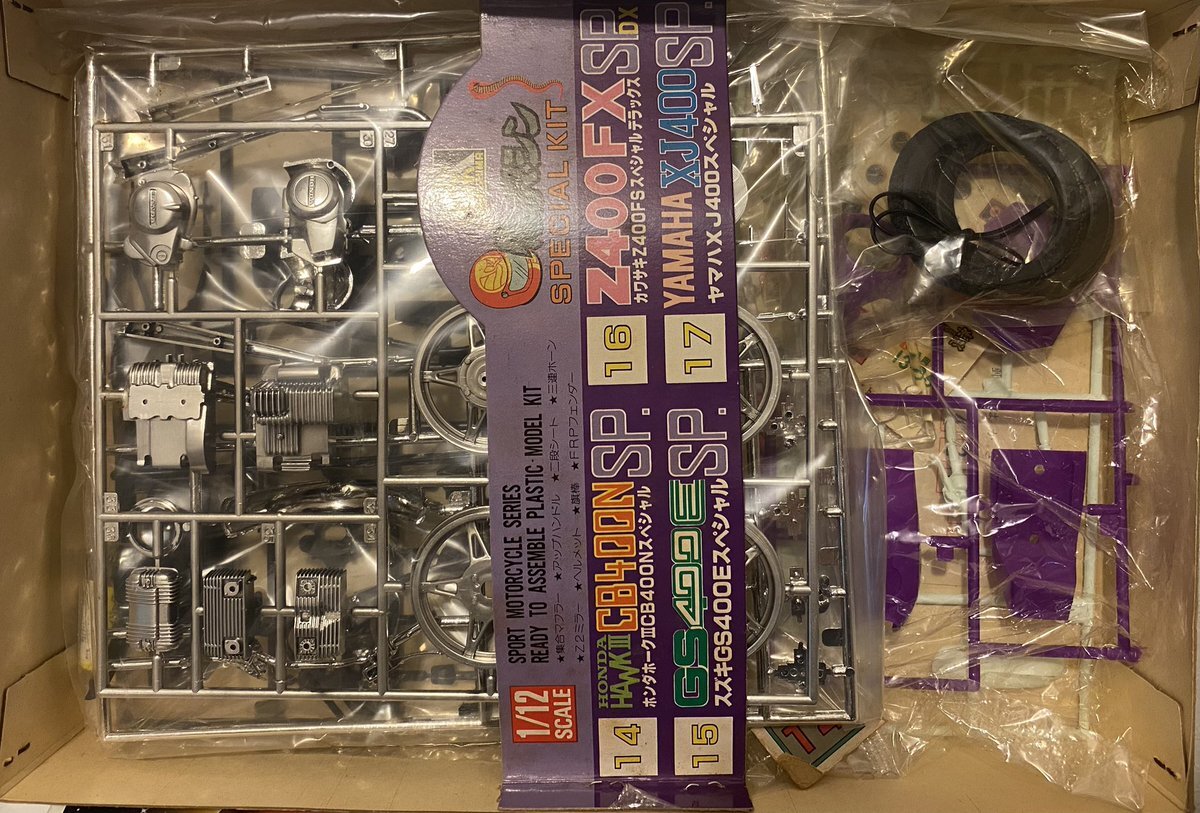 SPECIAL KIT
SPORT MOTORCYCLE SERIES
READY TO ASSEMBLE PLASTIC MODEL KIT
★集合マフラー ★アップハンドル ★二段シート ★三連ホーン
★Z2ミラー ★ヘルメット ★旗棒 ★FRPフェンダー
1/12
SCALE
14
HONDA
HAWKⅢ CB400N SP.
ホンダホークⅢCB400Nスペシャル
16
Z400FX SP.
DX
カワサキZ400FSスペシャルデラックス
15
GS400E SP.
スズキGS400Eスペシャル
17
YAMAHA XJ400 SP.
ヤマハXJ400スペシャル